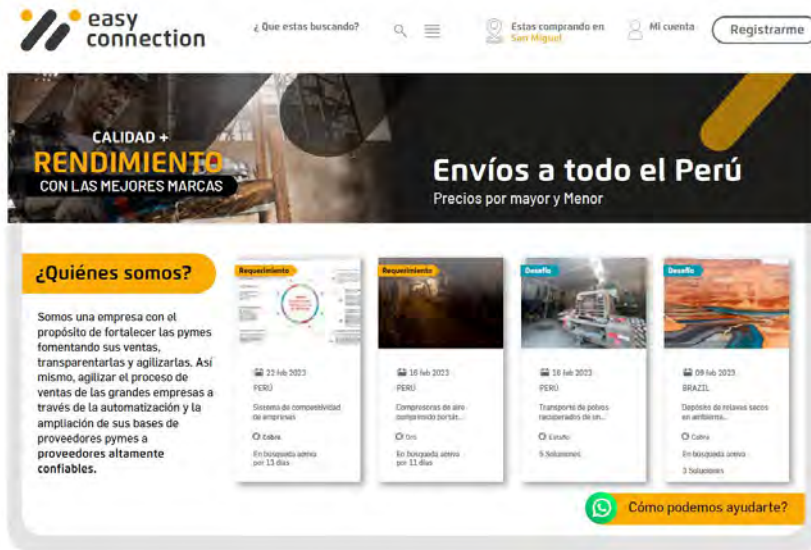 easy
connection
¿ Que estas buscando?
Estas comprando en
San Miguel
Mi cuenta
Registrarme
CALIDAD +
RENDIMIENTO
CON LAS MEJORES MARCAS
Envíos a todo el Perú
Precios por mayor y Menor
¿Quiénes somos?
Somos una empresa con el
propósito de fortalecer las pymes
fomentando sus ventas,
transparentarlas y agilizarlas. Así
mismo, agilizar el proceso de
ventas de las grandes empresas a
través de la automatización y la
ampliación de sus bases de
proveedores pymes a
proveedores altamente
confiables.
Requerimiento
22 feb 2023
PERÚ
Sistema de competitividad
de empresas
Cobre
En búsqueda activa
por 13 días
Requerimiento
16 feb 2023
PERÚ
Compresoras de aire
comprimido portát...
Oro
En búsqueda activa
por 11 días
Desafío
16 feb 2023
PERÚ
Transporte de polvos
recuperados de un...
Estaño
5 Soluciones
Desafío
09 feb 2023
BRAZIL
Depósito de relaves secos
en ambiente...
Cobre
En búsqueda activa
3 Soluciones
Cómo podemos ayudarte?